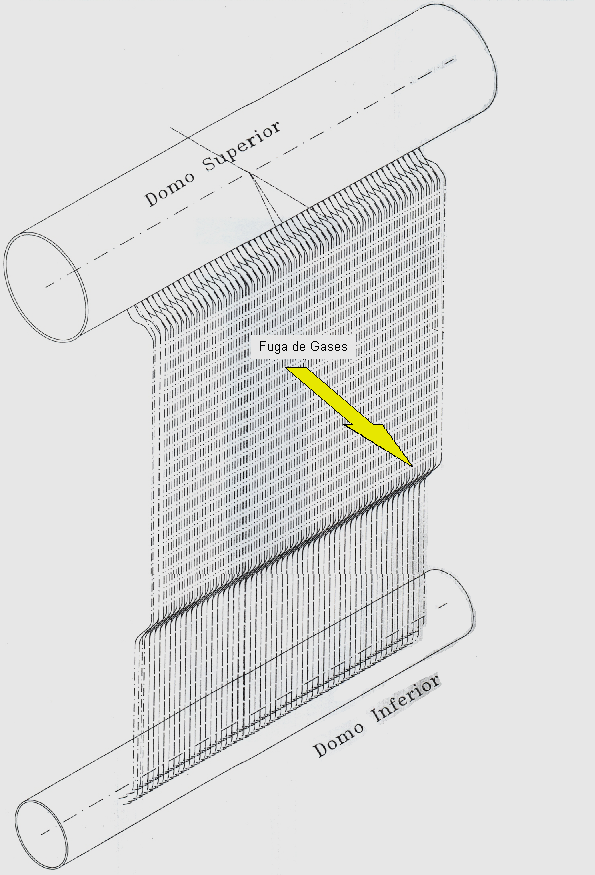 Domo Superior
Fuga de Gases
Domo Inferior